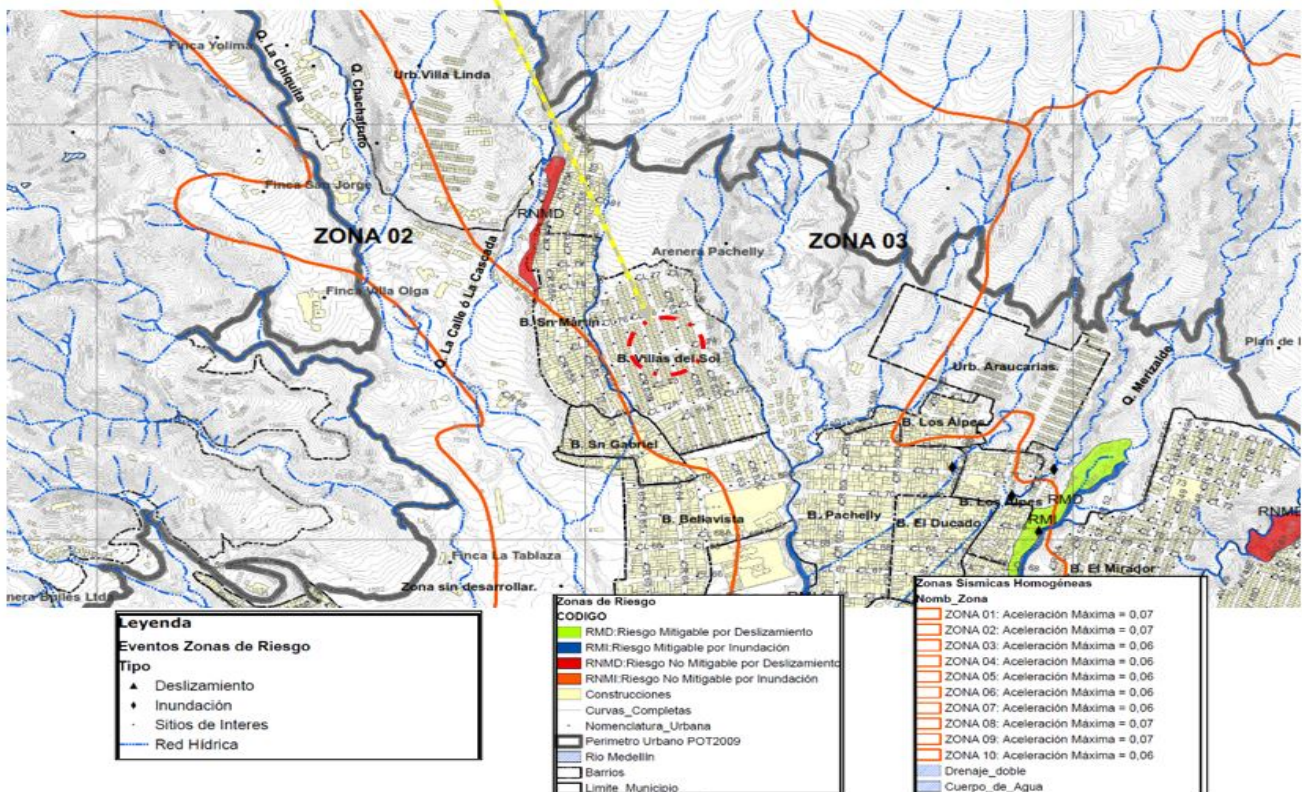 Finca Yolima
Q. La Chiquita
Q. Chachafruto
Urb.Villa Linda
Finca San Jorge
ZONA 02
RNMD
Arenera Pachelly
ZONA 03
Finca Villa Olga
Q. La Calle ó La Cascada
B. Sn Martin
B. Villas del Sol
Urb. Araucarias.
Q. Merizalde
Plan de
B. Los Alpes
B. Sn Gabriel
B. Los Alpes
RMD
B. Bellavista
B. Pachelly
B. El Ducado
RMI
RNMD
Finca La Tablaza
Zona sin desarrollar.
B. El Mirador
Leyenda
Eventos Zonas de Riesgo
Tipo
Deslizamiento
Inundación
Sitios de Interes
Red Hídrica
Zonas de Riesgo
CODIGO
RMD:Riesgo Mitigable por Deslizamiento
RMI:Riesgo Mitigable por Inundación
RNMD:Riesgo No Mitigable por Deslizamiento
RNMI:Riesgo No Mitigable por Inundación
Construcciones
Curvas_Completas
Nomenclatura_Urbana
Perimetro Urbano POT2009
Rio Medellin
Barrios
Limite_Municipio
Zonas Sismicas Homogéneas
Nomb_Zona
ZONA 01: Aceleración Máxima = 0,07
ZONA 02: Aceleración Máxima = 0,07
ZONA 03: Aceleración Máxima = 0,06
ZONA 04: Aceleración Máxima = 0,06
ZONA 05: Aceleración Máxima = 0,06
ZONA 06: Aceleración Máxima = 0,06
ZONA 07: Aceleración Máxima = 0,06
ZONA 08: Aceleración Máxima = 0,07
ZONA 09: Aceleración Máxima = 0,07
ZONA 10: Aceleración Máxima = 0,06
Drenaje_doble
Cuerpo_de_Agua